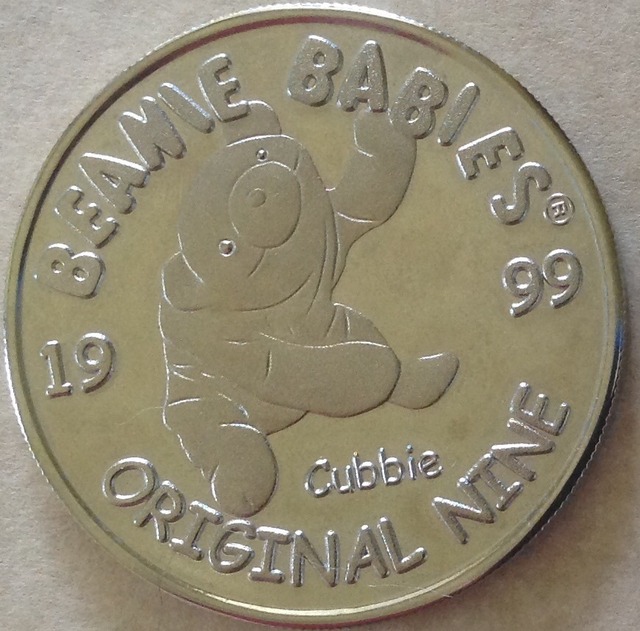 BEANIE BABIES®
19 99
Cubbie
ORIGINAL NINE